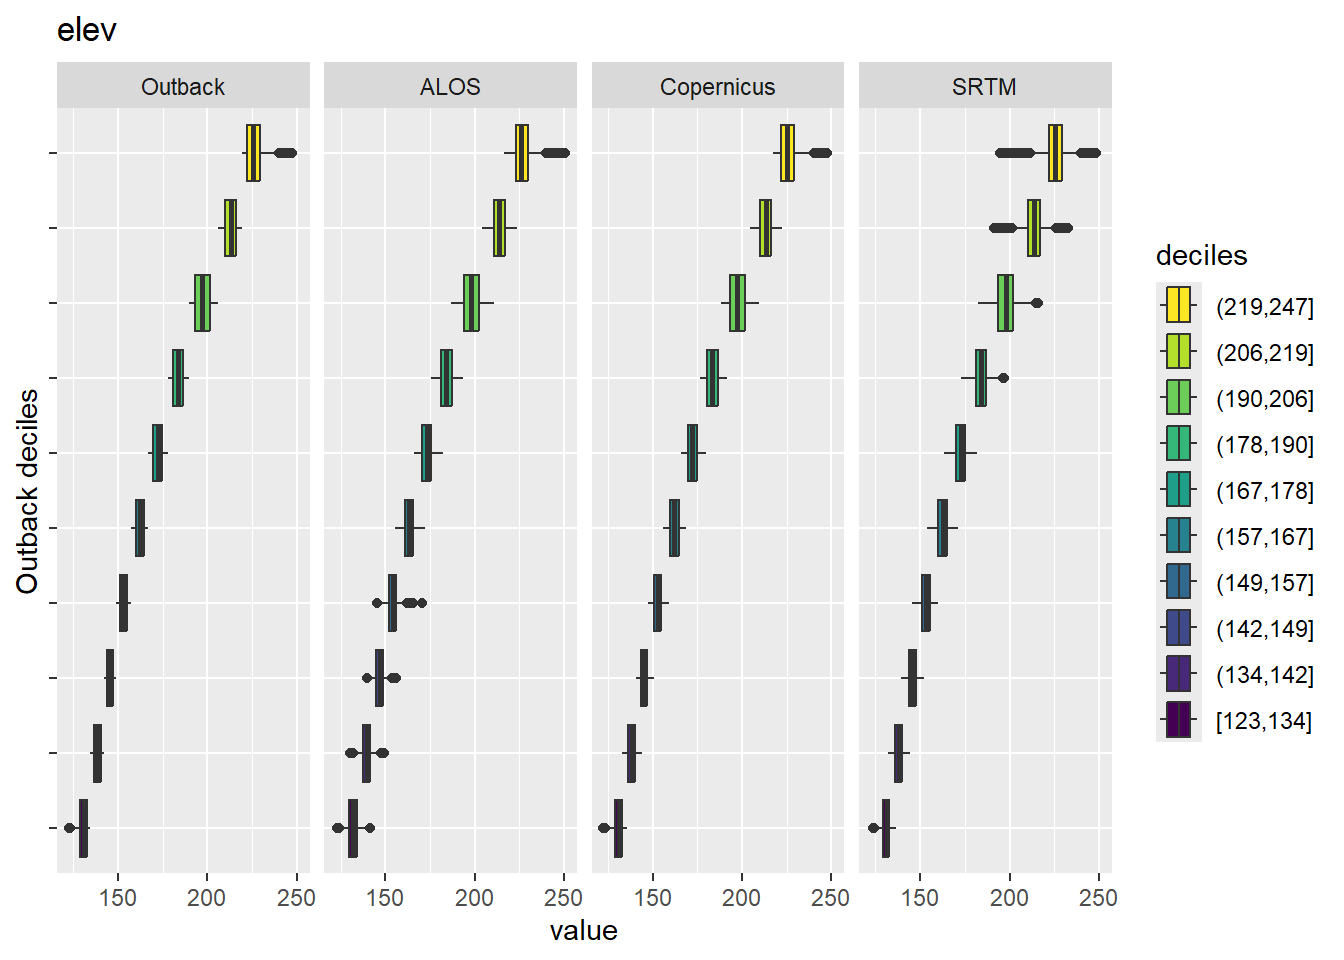 elev
Outback ALOS Copernicus SRTM
Outback deciles
150 200 250 150 200 250 150 200 250 150 200 250
value
deciles
(219,247]
(206,219]
(190,206]
(178,190]
(167,178]
(157,167]
(149,157]
(142,149]
(134,142]
[123,134]